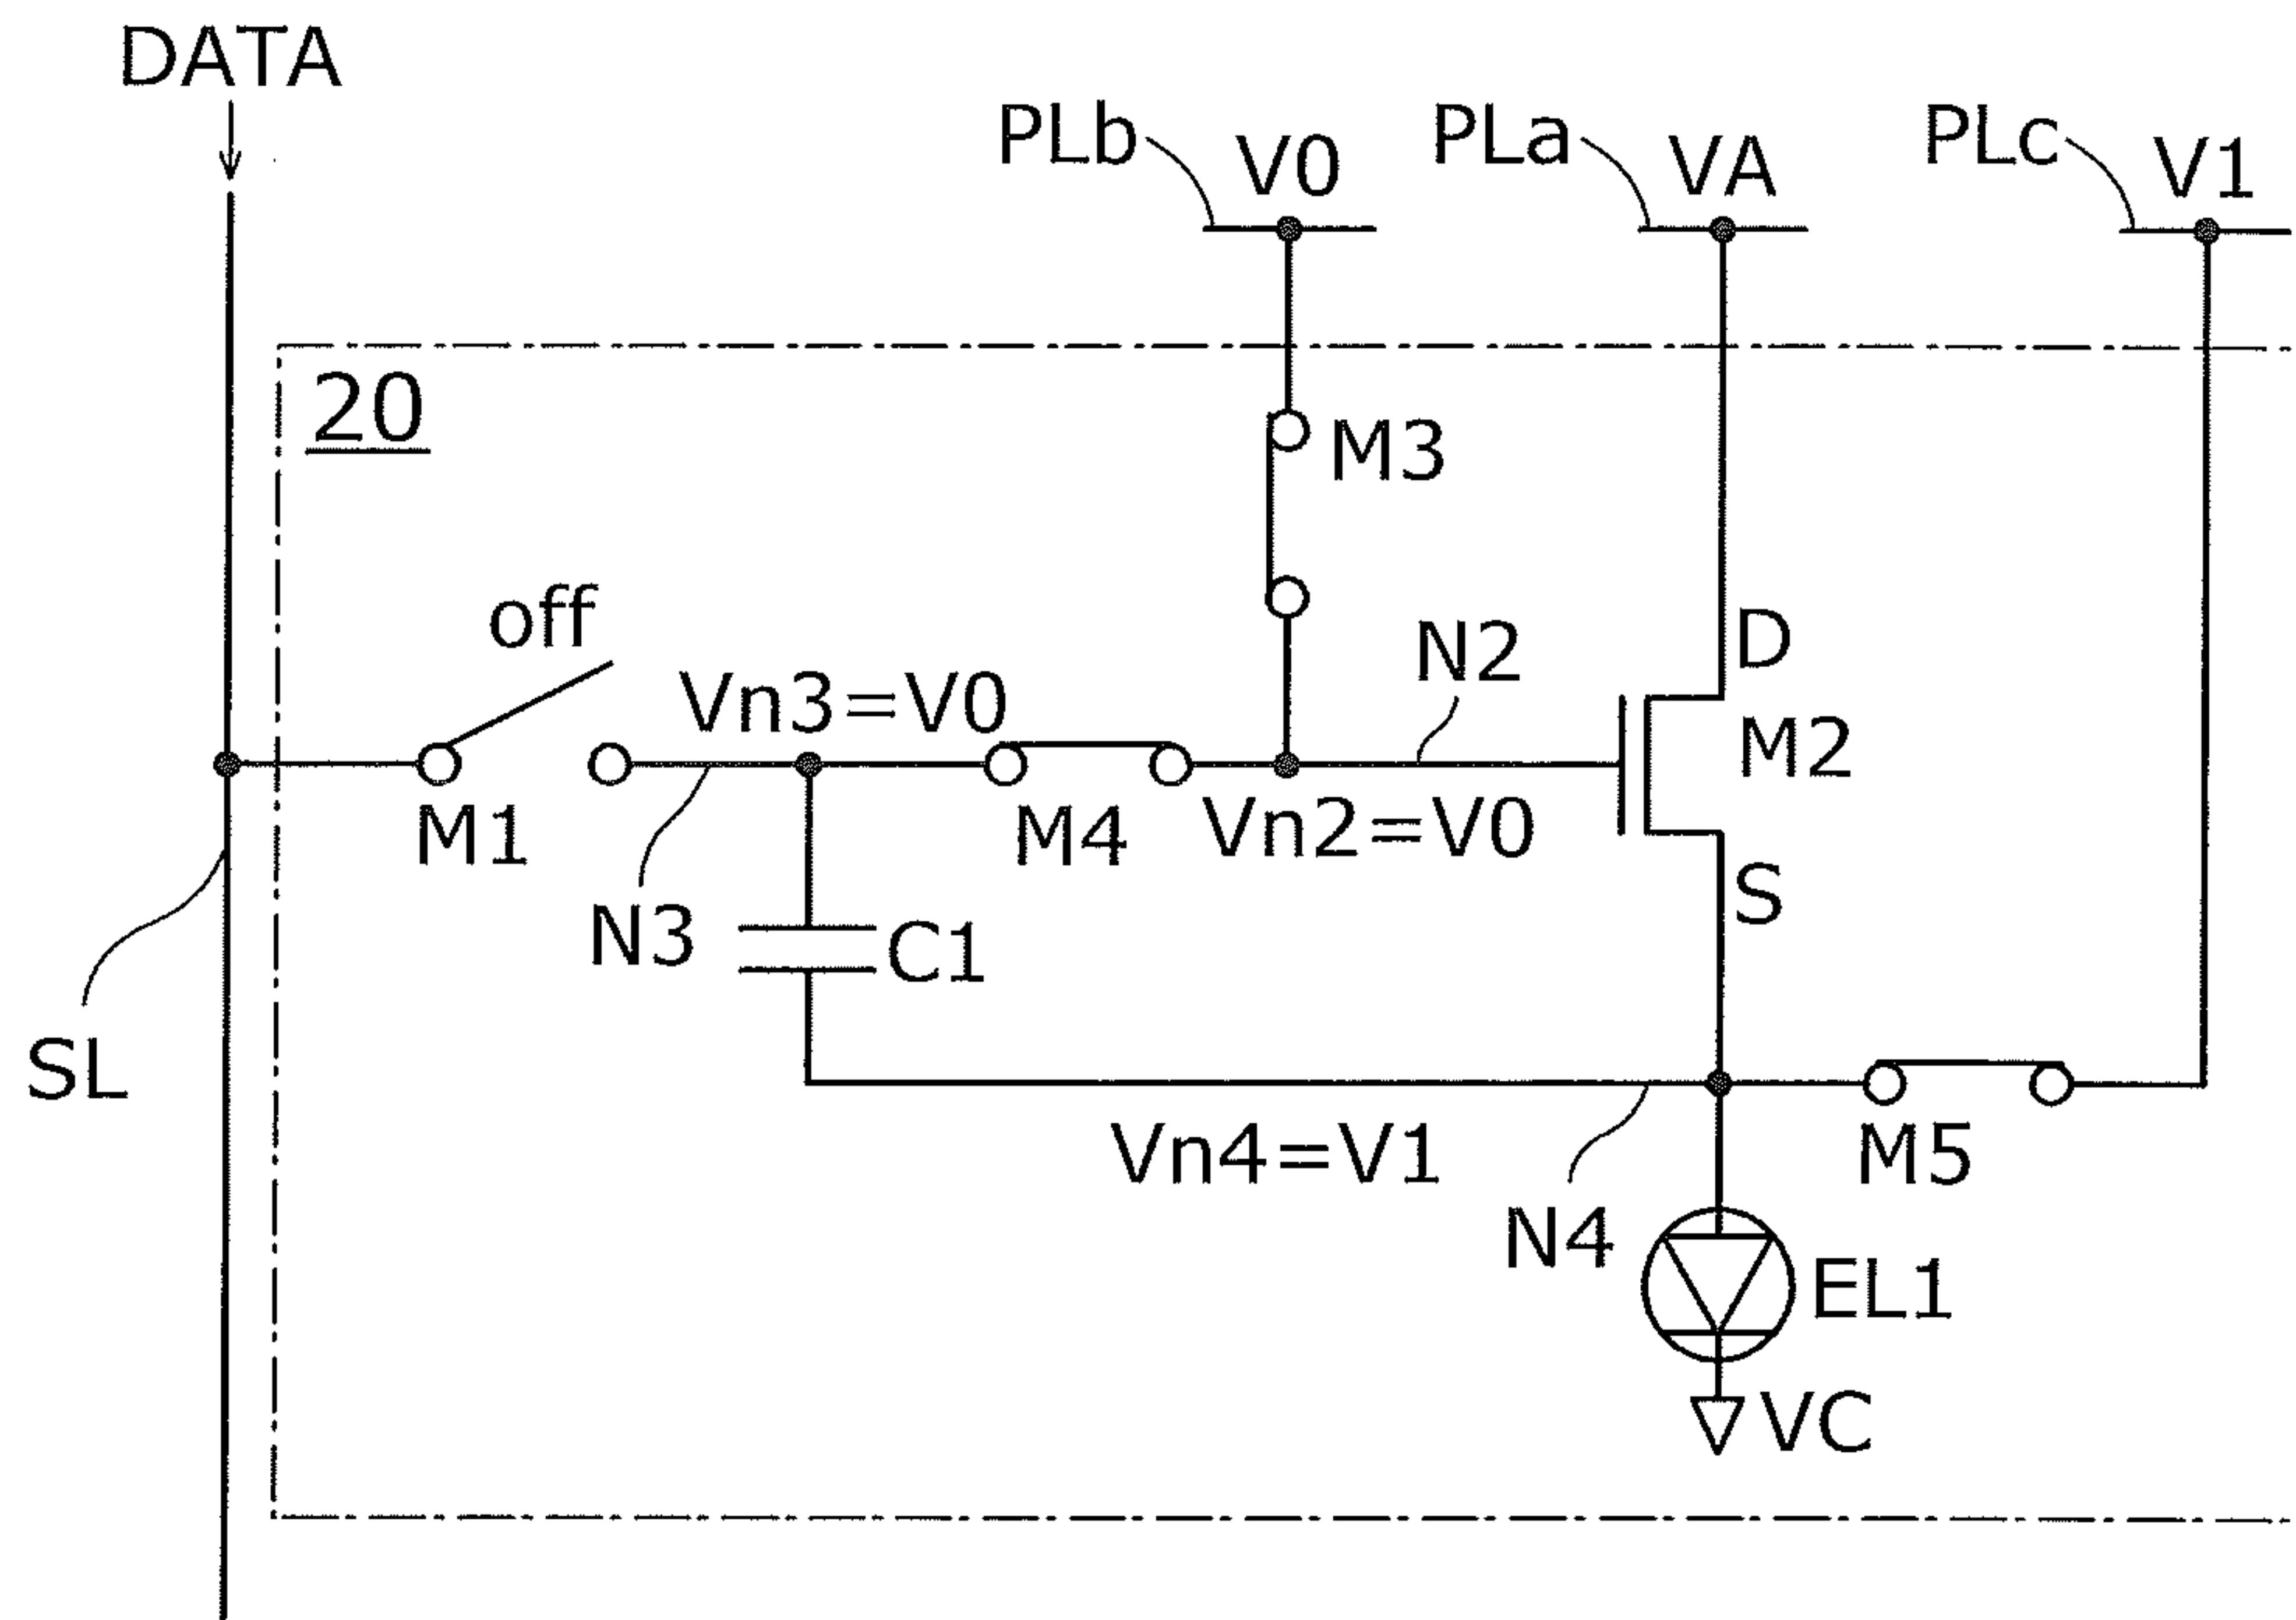 DATA
PLb
V0
PLa
VA
PLc
V1
20
M3
off
N2
D
Vn3=V0
M2
M1
M4
Vn2=V0
S
N3
C1
SL
Vn4=V1
M5
N4
EL1
VC